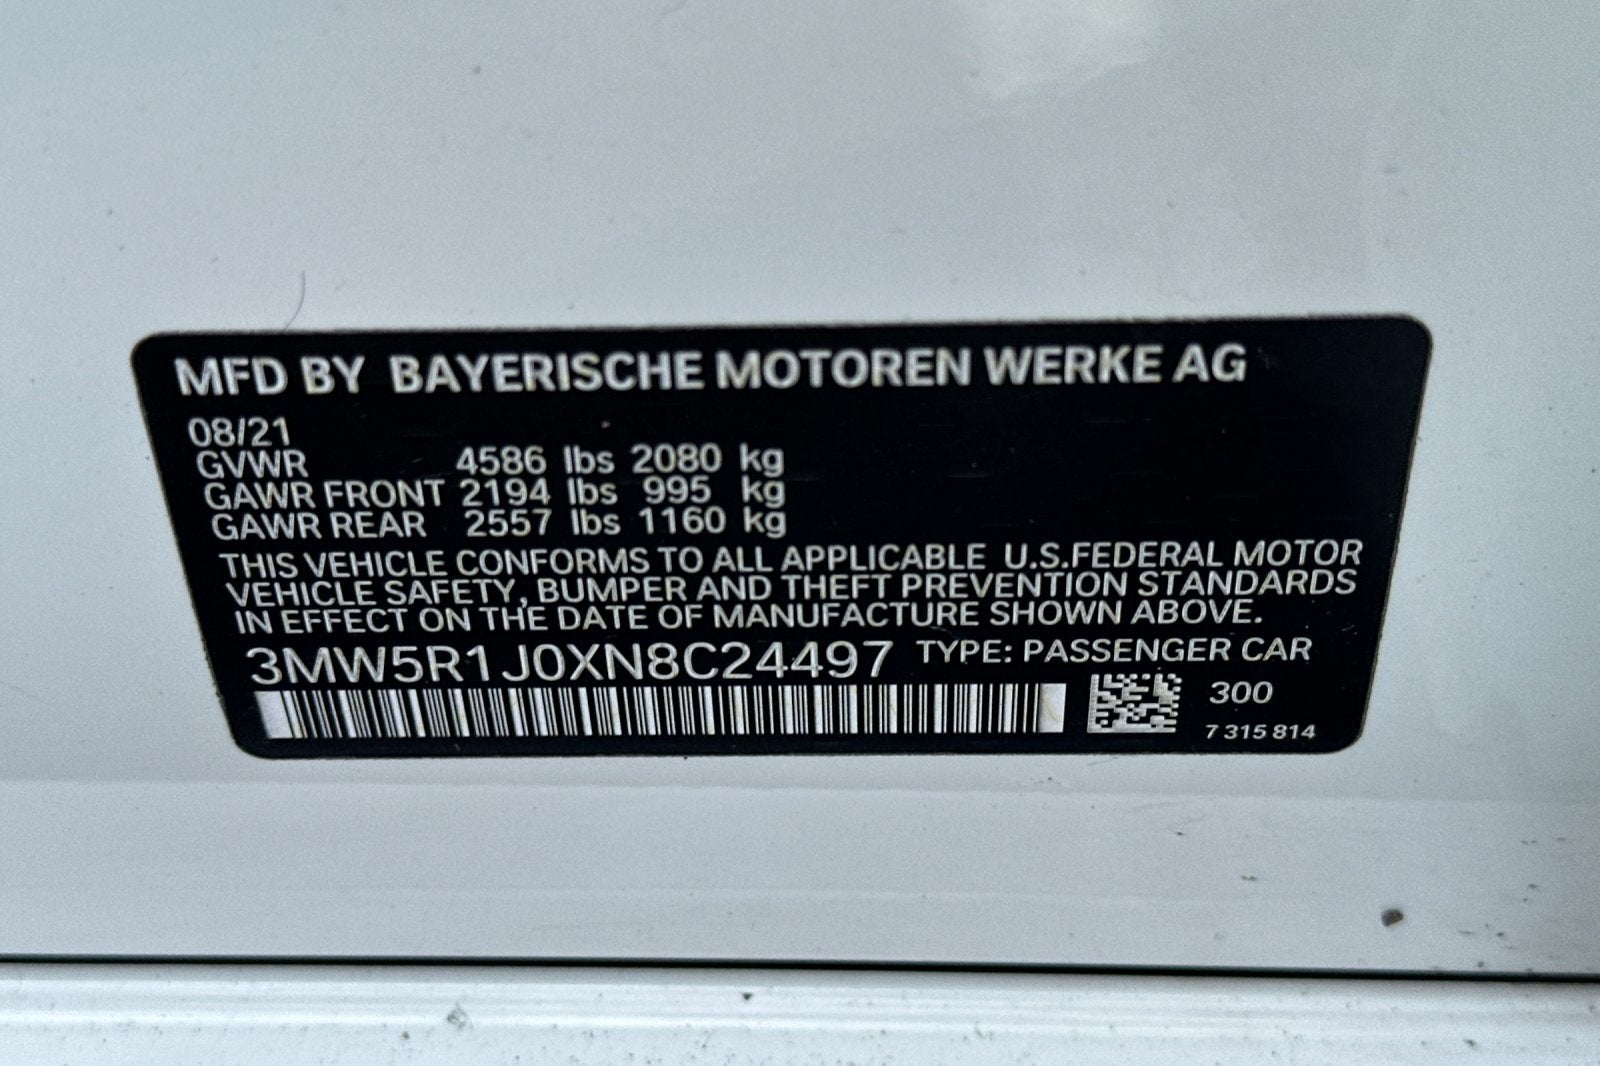 MFD BY BAYERISCHE MOTOREN WERKE AG
08/21
GVWR 4586 lbs 2080 kg
GAWR FRONT 2194 lbs 995 kg
GAWR REAR 2557 lbs 1160 kg
THIS VEHICLE CONFORMS TO ALL APPLICABLE U.S.FEDERAL MOTOR
VEHICLE SAFETY, BUMPER AND THEFT PREVENTION STANDARDS
IN EFFECT ON THE DATE OF MANUFACTURE SHOWN ABOVE.
3MW5R1J0XN8C24497 TYPE: PASSENGER CAR
300
7 315 814